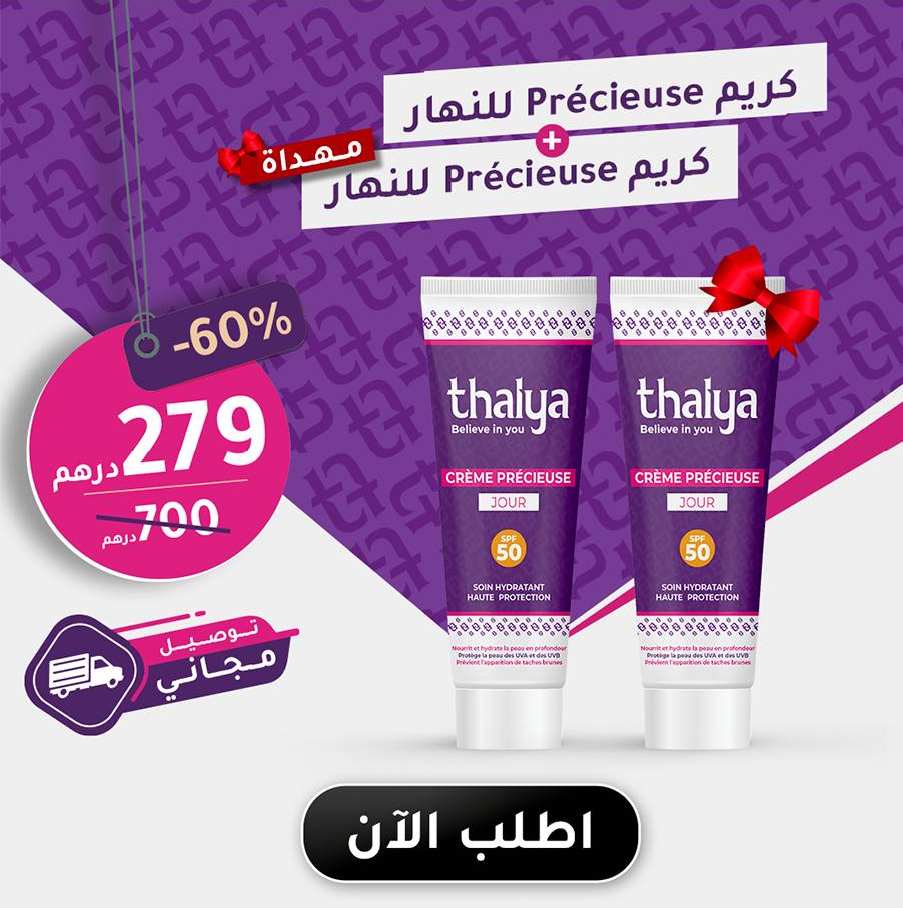 كريم Précieuse للنهار
+
كريم Précieuse للنهار
مهداة
-60%
279 درهم
700 درهم
توصيل
مجاني
thalya
Believe in you
CRÈME PRÉCIEUSE
JOUR
SPF
50
SOIN HYDRATANT
HAUTE PROTECTION
Nourrit et hydrate la peau en profondeur
Protège la peau des UVA et des UVB
Prévient l'apparition de taches brunes
thalya
Believe in you
CRÈME PRÉCIEUSE
JOUR
SPF
50
SOIN HYDRATANT
HAUTE PROTECTION
Nourrit et hydrate la peau en profondeur
Protège la peau des UVA et des UVB
Prévient l'apparition de taches brunes
اطلب الآن